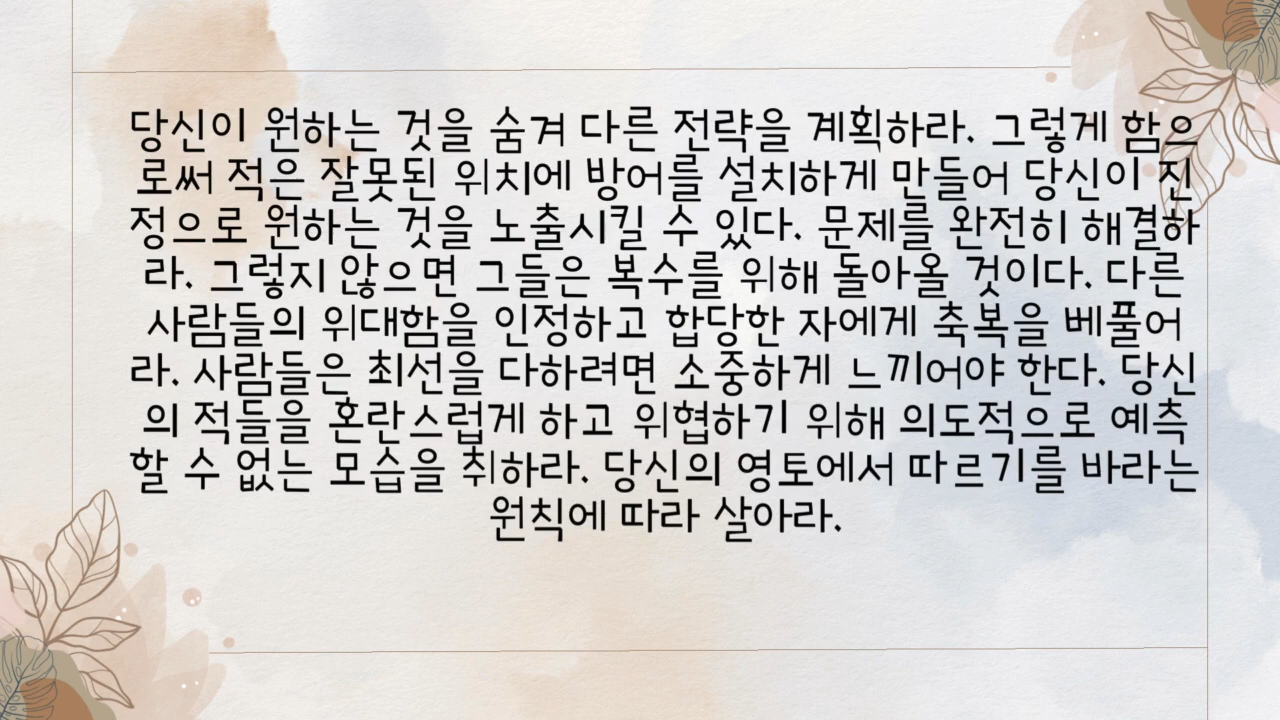 당신이 원하는 것을 숨겨 다른 전략을 계획하라. 그렇게 함으
로써 적은 잘못된 위치에 방어를 설치하게 만들어 당신이 진
정으로 원하는 것을 노출시킬 수 있다. 문제를 완전히 해결하
라. 그렇지 않으면 그들은 복수를 위해 돌아올 것이다. 다른
사람들의 위대함을 인정하고 합당한 자에게 축복을 베풀어
라. 사람들은 최선을 다하려면 소중하게 느끼어야 한다. 당신
의 적들을 혼란스럽게 하고 위협하기 위해 의도적으로 예측
할 수 없는 모습을 취하라. 당신의 영토에서 따르기를 바라는
원칙에 따라 살아라.